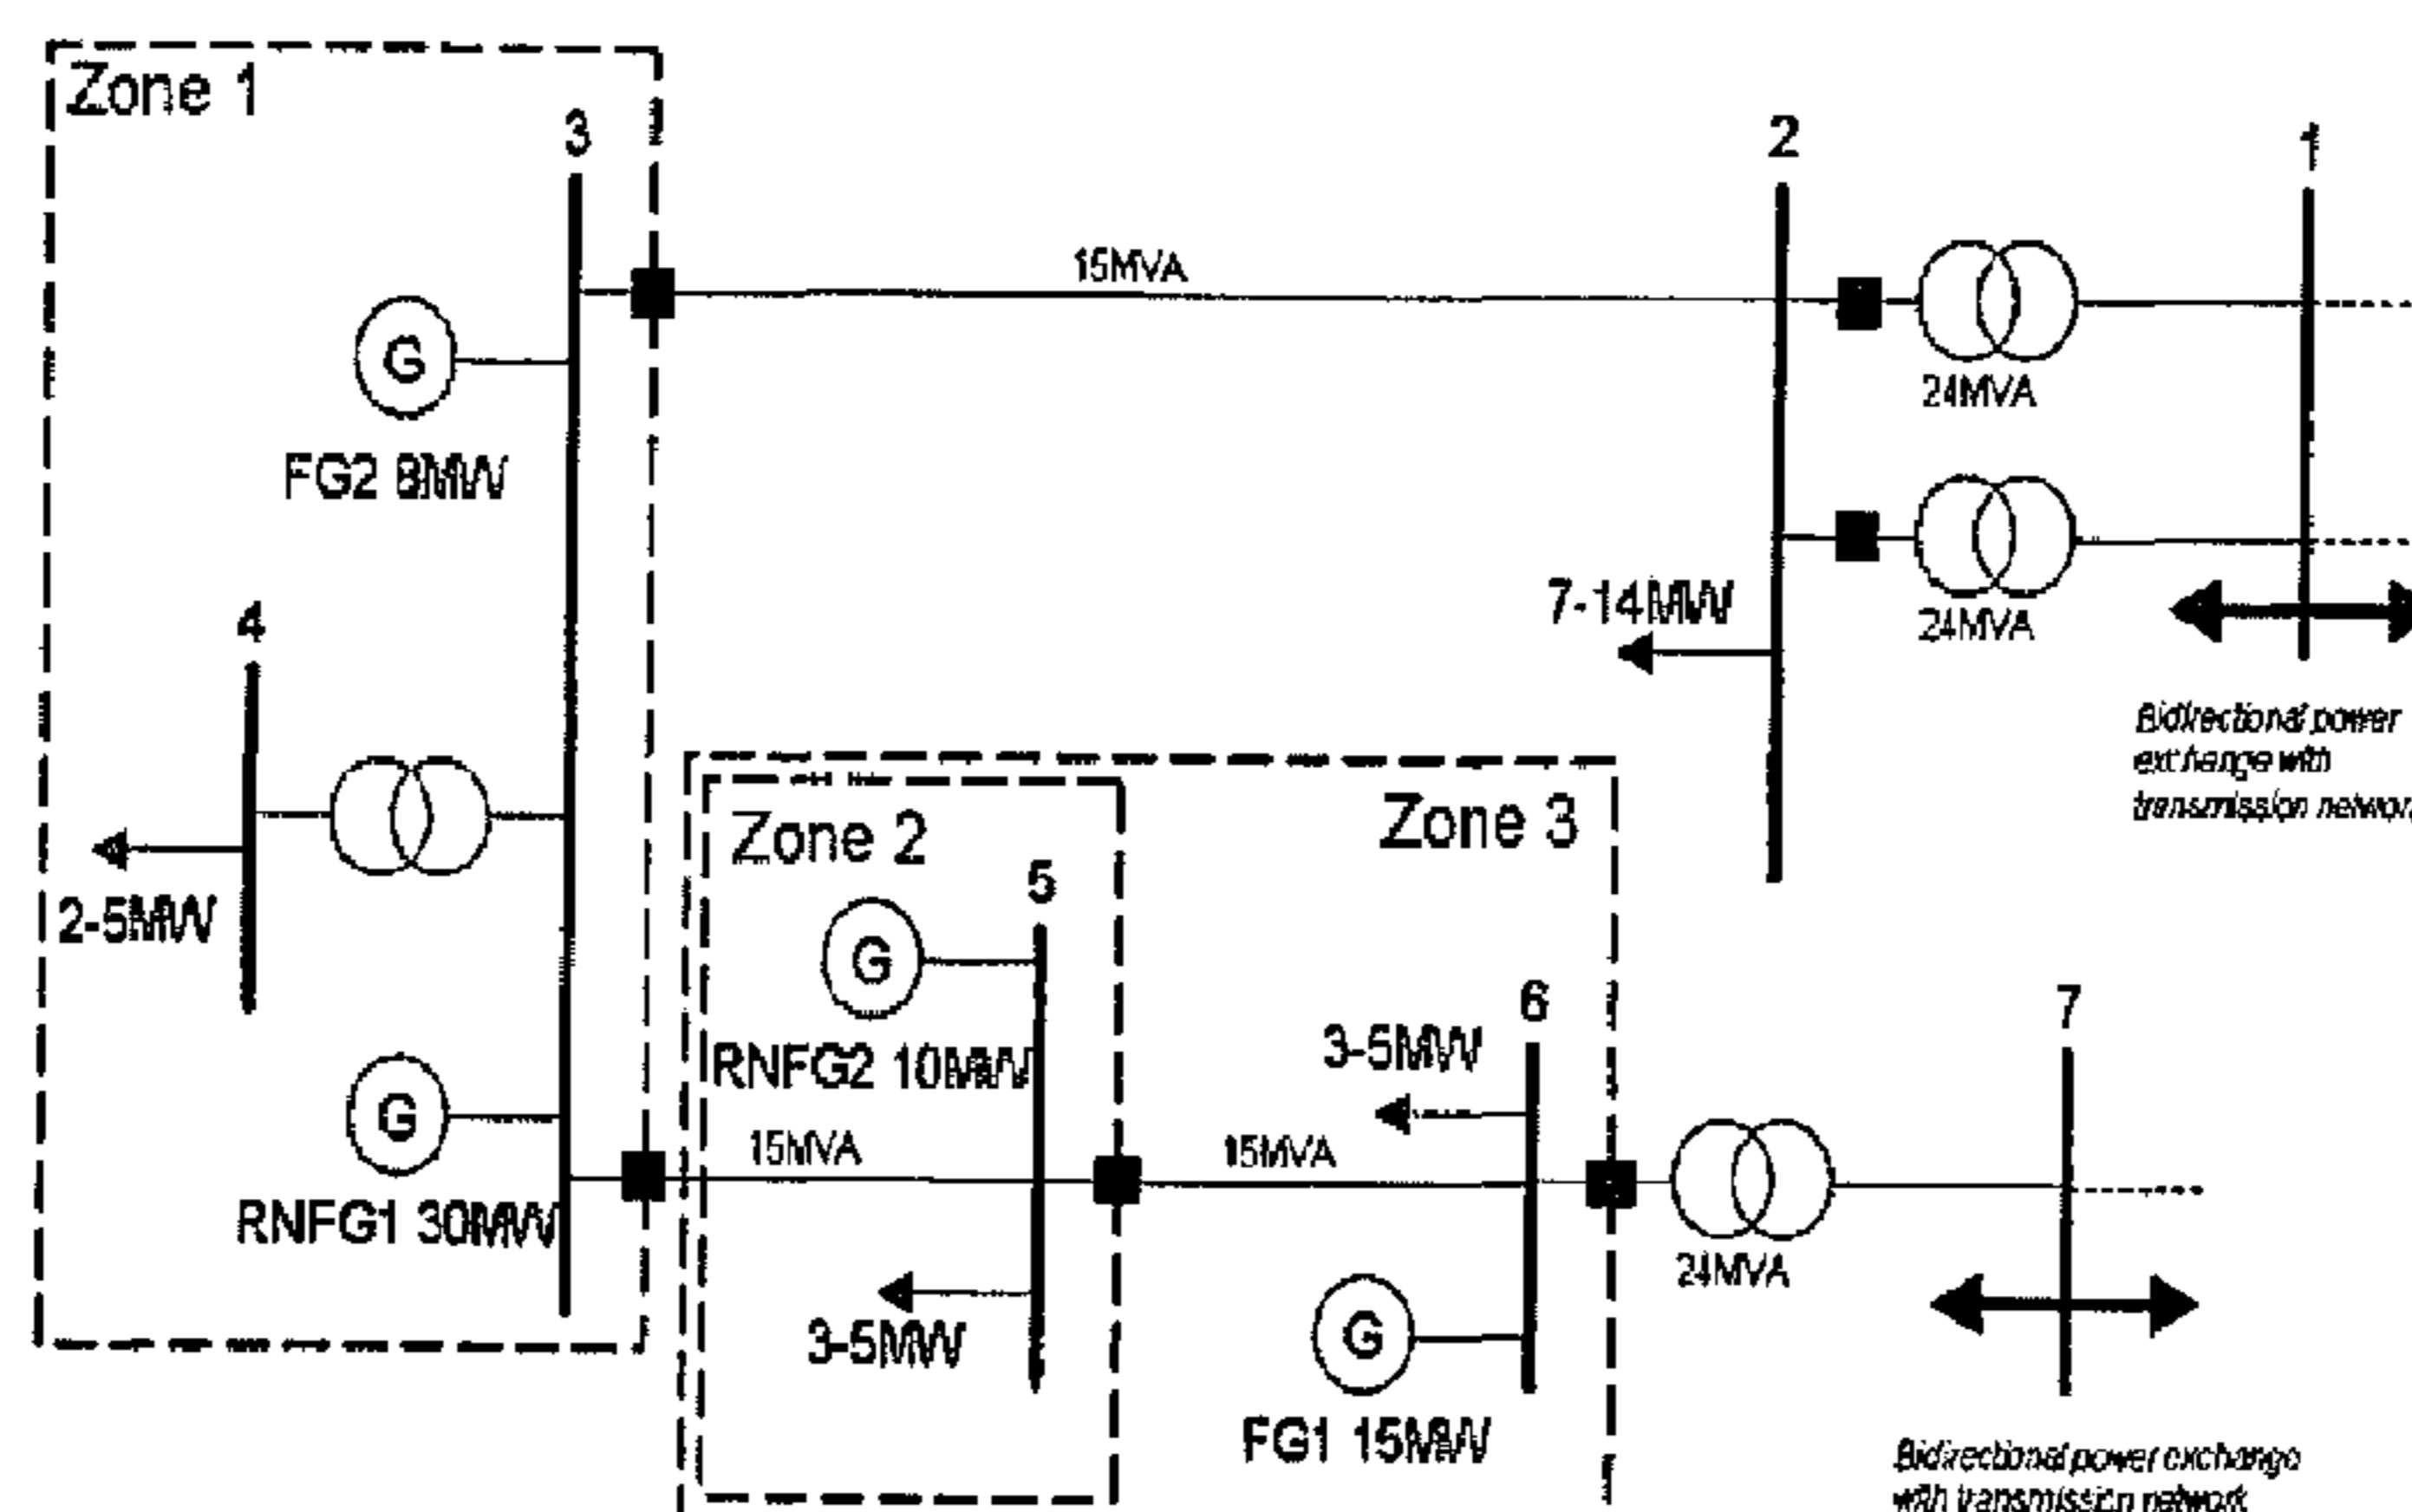 Zone 1
3
2
1
15MVA
G
24MVA
FG2 8MW
G
24MVA
7-14MW
4
Bidirectional power
exchange with
transmission network
2-5MW
Zone 2
Zone 3
5
G
6
7
RNFG2 10MW
3-5MW
G
15MVA
15MVA
RNFG1 30MW
24MVA
3-5MW
G
FG1 15MW
Bidirectional power exchange
with transmission network